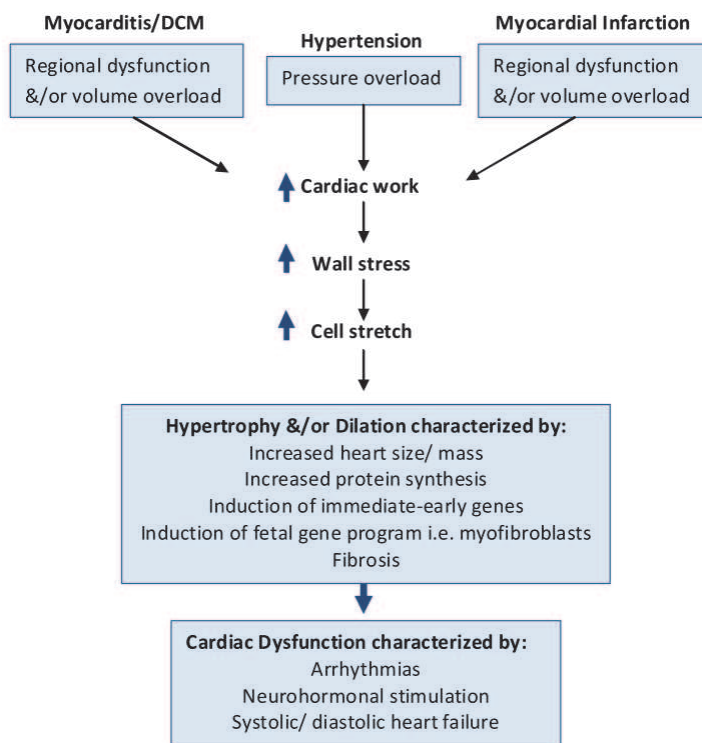 Myocarditis/DCM
Regional dysfunction
&/or volume overload
Hypertension
Pressure overload
Myocardial Infarction
Regional dysfunction
&/or volume overload
Cardiac work
Wall stress
Cell stretch
Hypertrophy &/or Dilation characterized by:
Increased heart size/ mass
Increased protein synthesis
Induction of immediate-early genes
Induction of fetal gene program i.e. myofibroblasts
Fibrosis
Cardiac Dysfunction characterized by:
Arrhythmias
Neurohormonal stimulation
Systolic/ diastolic heart failure